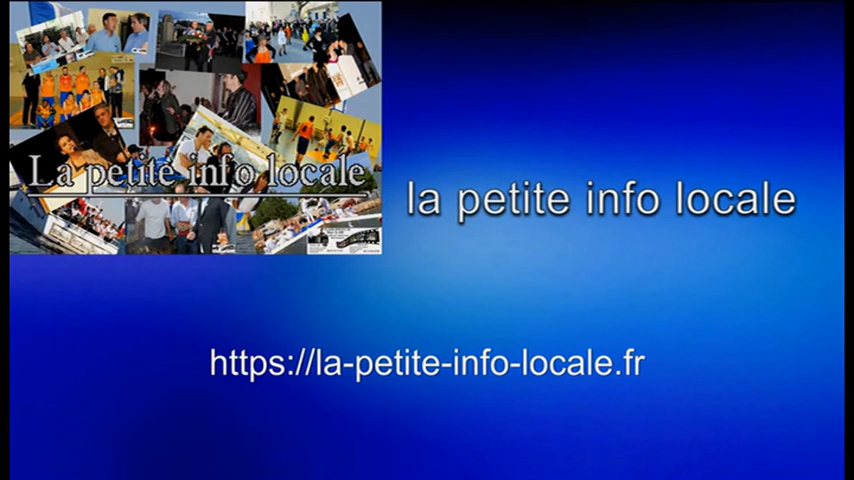 La petite info locale
la petite info locale
https://la-petite-info-locale.fr